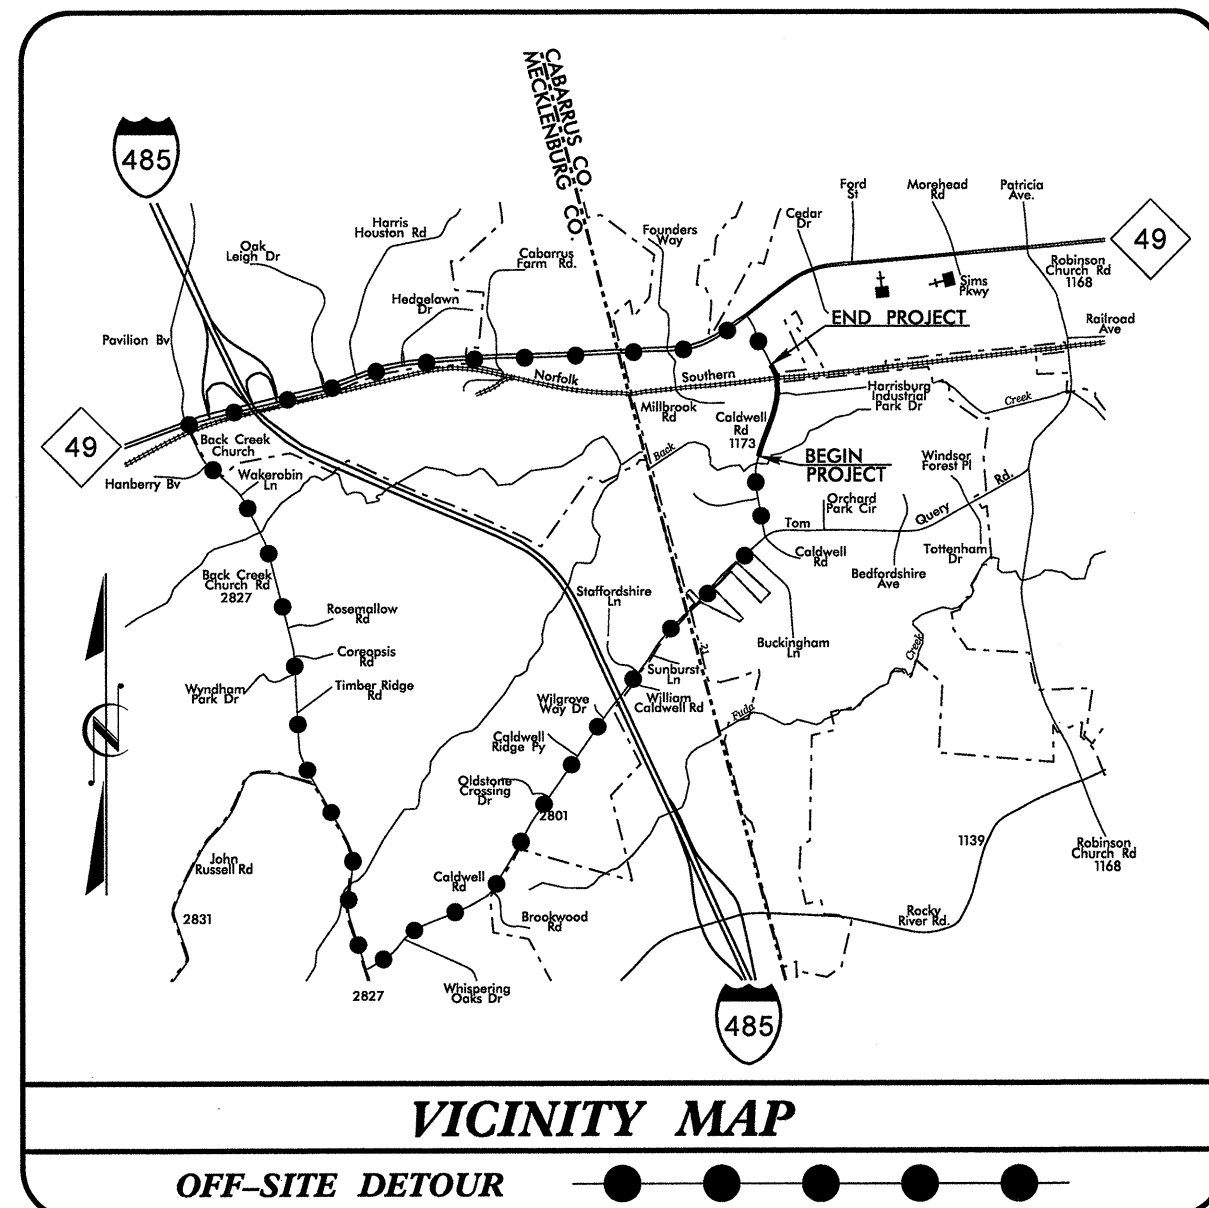 CABARRUS CO
MECKLENBURG CO
485
Ford
St
Morehead
Rd
Patricia
Ave.
Cedar
Dr
49
Harris
Houston Rd
Founders
Way
Oak
Leigh Dr
Cabarrus
Farm Rd.
Robinson
Church Rd
1168
Sims
Pkwy
Hedgelawn
Dr
END PROJECT
Railroad
Ave
Pavilion Bv
Norfolk
Southern
Harrisburg
Industrial
Park Dr
Creek
Millbrook
Rd
Caldwell
Rd
1173
49
Back Creek
Church
Back
BEGIN
PROJECT
Windsor
Forest Pl
Hanberry Bv
Wakerobin
Ln
Rd.
Orchard
Park Cir
Query
Tom
Caldwell
Rd
Tottenham
Dr
Bedfordshire
Ave
Back Creek
Church Rd
2827
Staffordshire
Ln
Rosemallow
Rd
Buckingham
Ln
Creek
Coreopsis
Rd
Sunburst
Ln
21
Wyndham
Park Dr
Timber Ridge
Rd
Wilgrove
Way Dr
William
Caldwell Rd
Fuda
Caldwell
Ridge Py
Oldstone
Crossing
Dr
2801
1139
Robinson
Church Rd
1168
John
Russell Rd
Caldwell
Rd
2831
Brookwood
Rd
Rocky
River Rd.
2827
Whispering
Oaks Dr
485
N
VICINITY MAP
OFF-SITE DETOUR